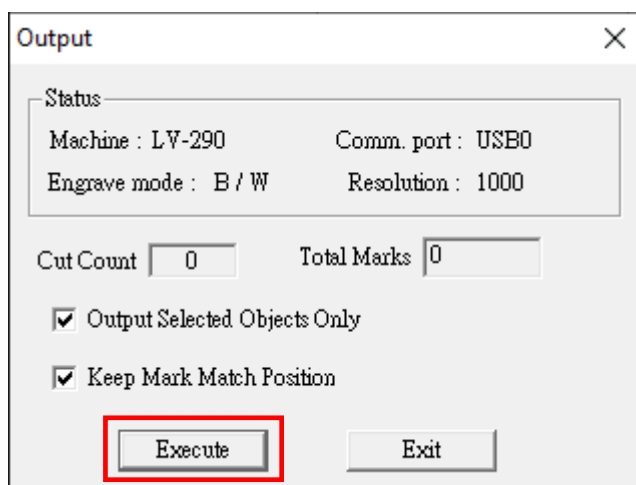 Output
Status
Machine : LV-290 Comm. port : USB0
Engrave mode : B / W Resolution : 1000
Cut Count 0 Total Marks 0
Output Selected Objects Only
Keep Mark Match Position
Execute Exit